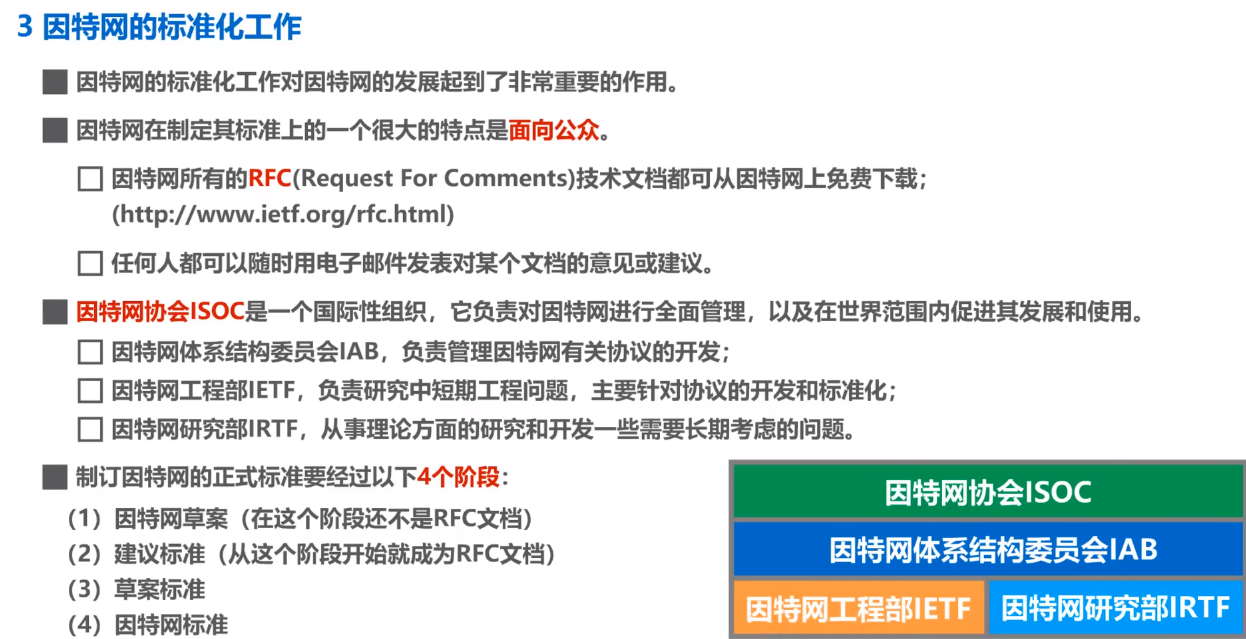 3 因特网的标准化工作
因特网的标准化工作对因特网的发展起到了非常重要的作用。
因特网在制定其标准上的一个很大的特点是面向公众。
因特网所有的RFC(Request For Comments)技术文档都可从因特网上免费下载；
(http://www.ietf.org/rfc.html)
任何人都可以随时用电子邮件发表对某个文档的意见或建议。
因特网协会ISOC是一个国际性组织，它负责对因特网进行全面管理，以及在世界范围内促进其发展和使用。
因特网体系结构委员会IAB，负责管理因特网有关协议的开发；
因特网工程部IETF，负责研究中短期工程问题，主要针对协议的开发和标准化；
因特网研究部IRTF，从事理论方面的研究和开发一些需要长期考虑的问题。
制订因特网的正式标准要经过以下4个阶段：
（1）因特网草案（在这个阶段还不是RFC文档）
（2）建议标准（从这个阶段开始就成为RFC文档）
（3）草案标准
（4）因特网标准
因特网协会ISOC
因特网体系结构委员会IAB
因特网工程部IETF
因特网研究部IRTF